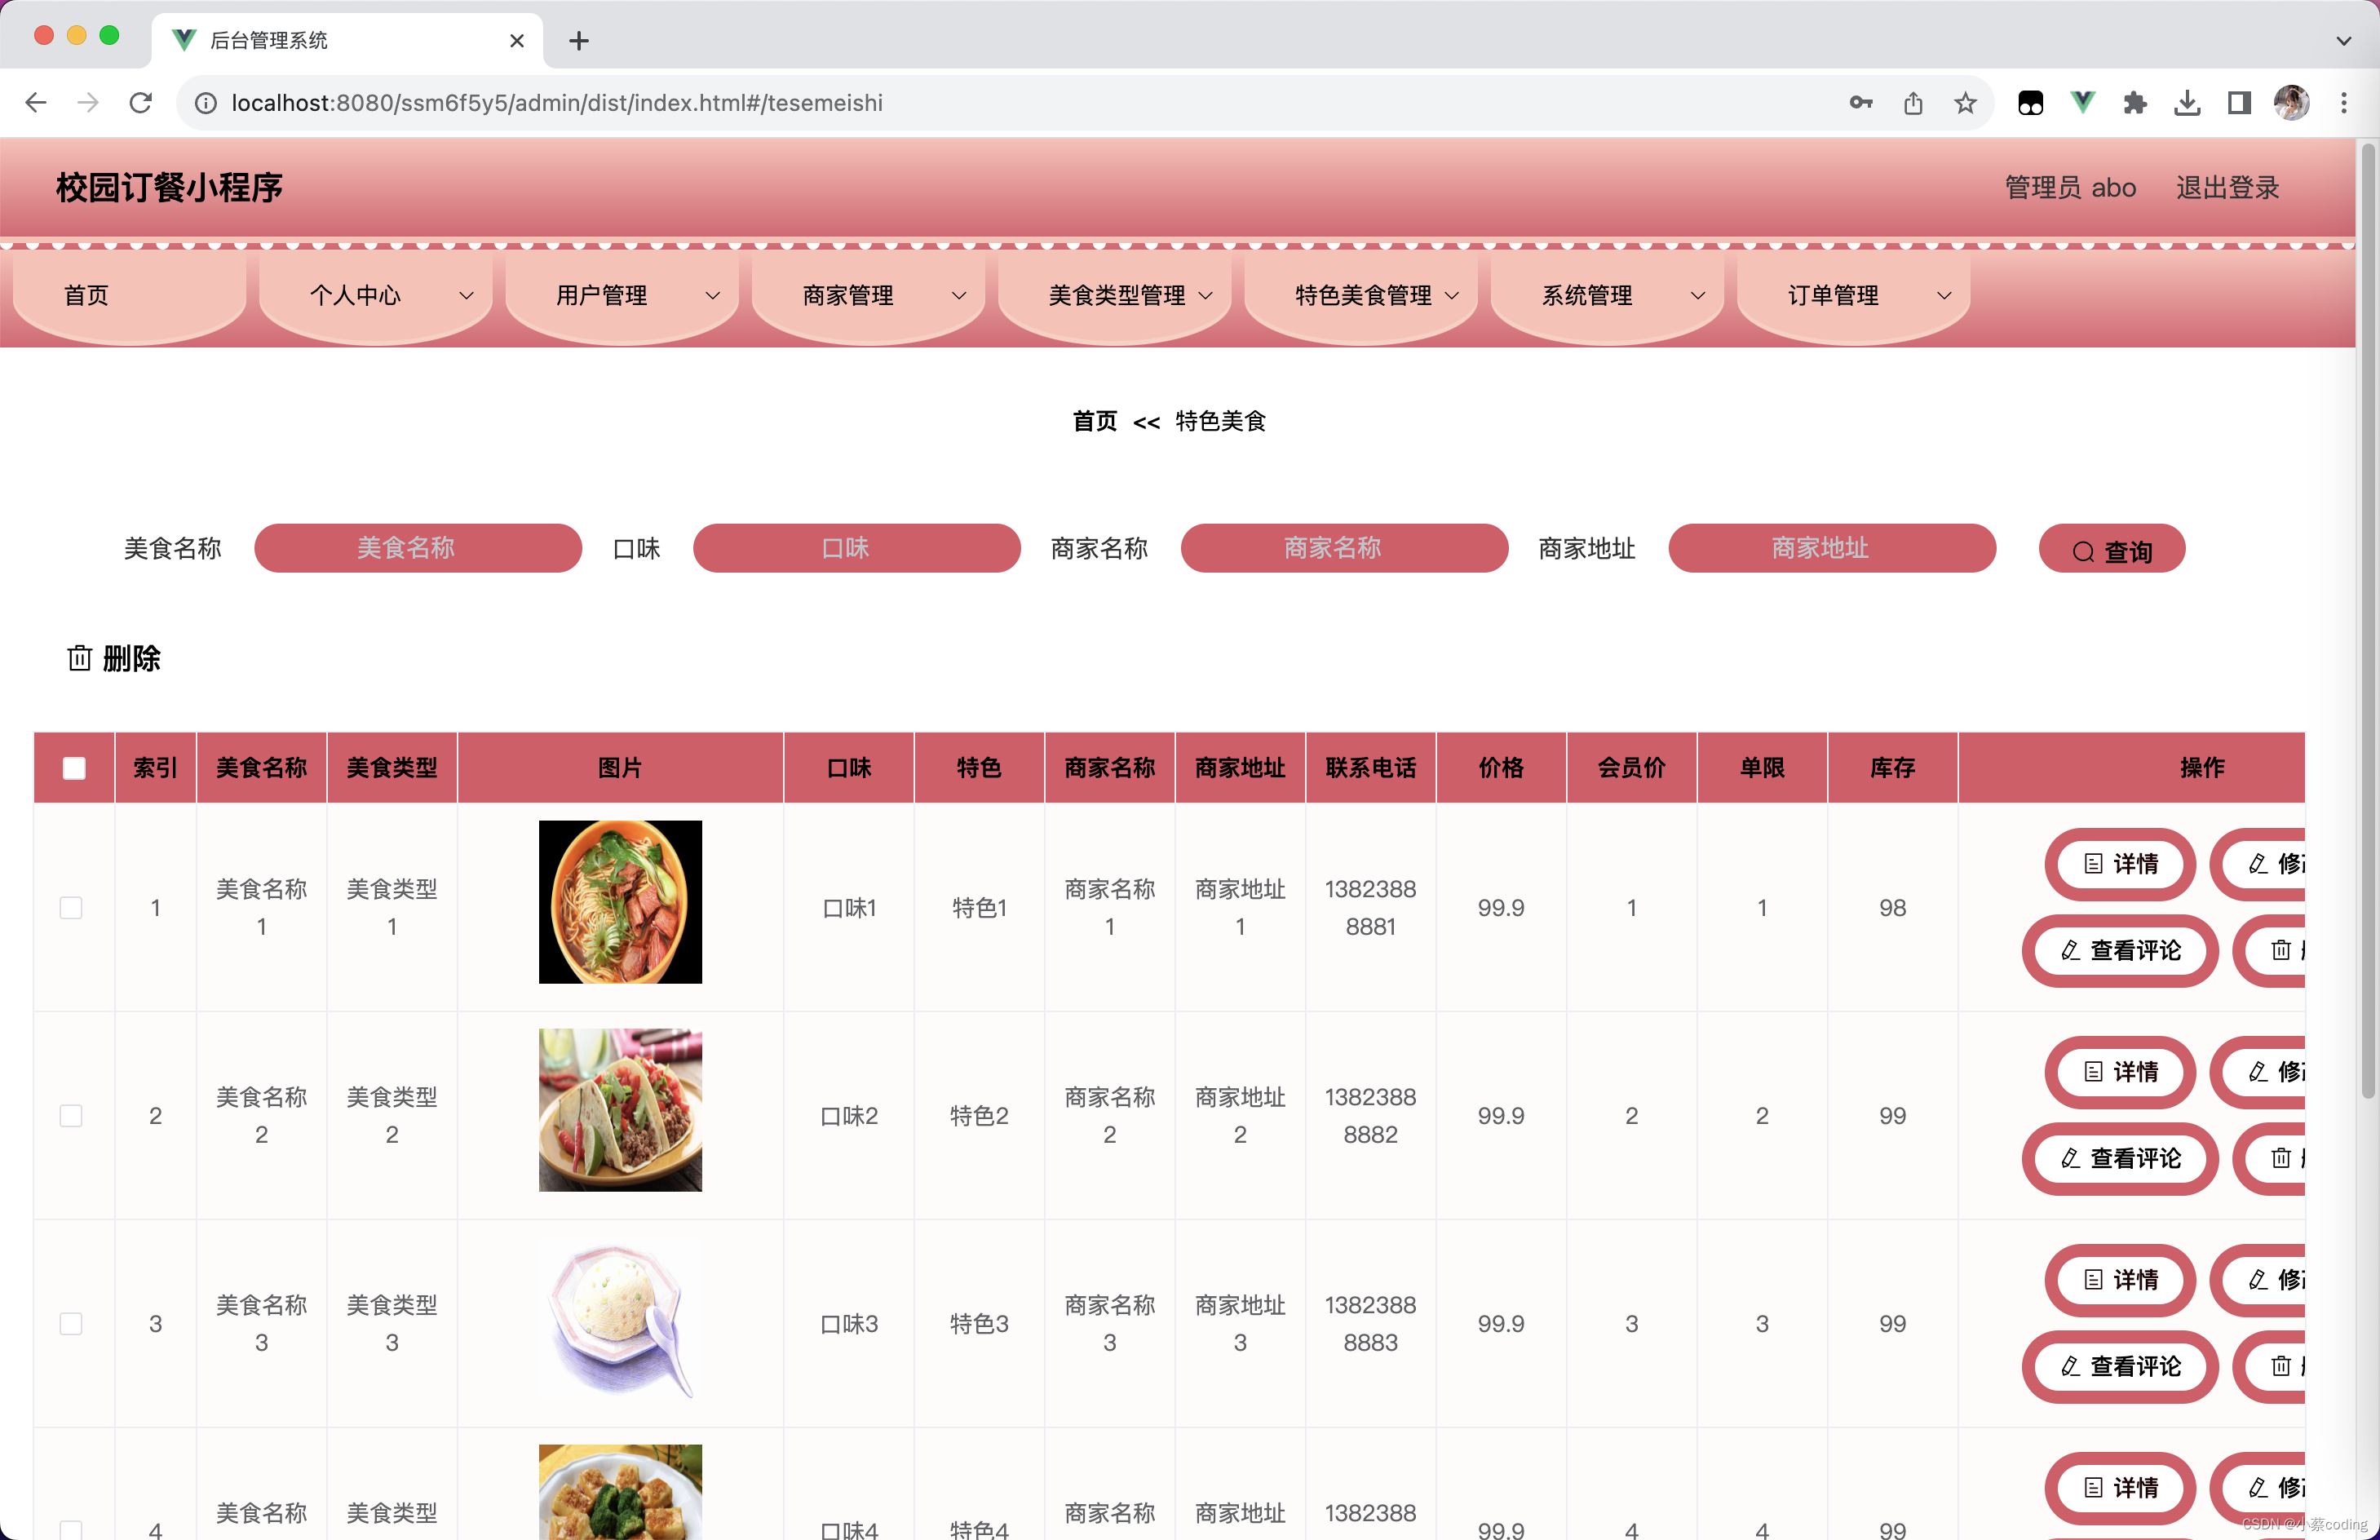 后台管理系统
localhost:8080/ssm6f5y5/admin/dist/index.html#/tesemeishi
校园订餐小程序
管理员 abo 退出登录
首页 个人中心 用户管理 商家管理 美食类型管理 特色美食管理 系统管理 订单管理
首页 << 特色美食
美食名称 美食名称 口味 口味 商家名称 商家名称 商家地址 商家地址 查询
删除
索引 美食名称 美食类型 图片 口味 特色 商家名称 商家地址 联系电话 价格 会员价 单限 库存 操作
1 美食名称1 美食类型1 口味1 特色1 商家名称1 商家地址1 13823888881 99.9 1 1 98 详情
查看评论
2 美食名称2 美食类型2 口味2 特色2 商家名称2 商家地址2 13823888882 99.9 2 2 99 详情
查看评论
3 美食名称3 美食类型3 口味3 特色3 商家名称3 商家地址3 13823888883 99.9 3 3 99 详情
查看评论
4 美食名称 美食类型 口味4 特色4 商家名称 商家地址 1382388 99.9 4 4 99 详情
CSDN @小蔡coding